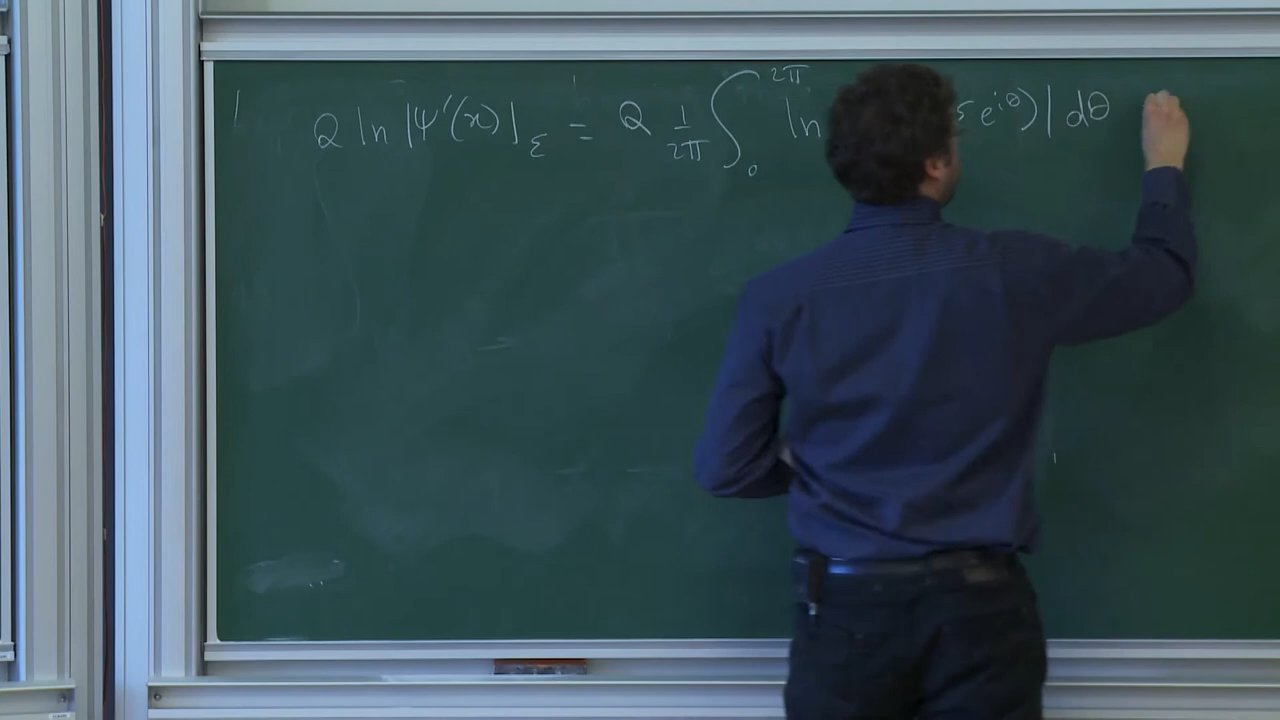 Q ln |Ψ'(x)|_ε = Q 1/2π ∫_0^{2π} ln e^{iθ})| dθ